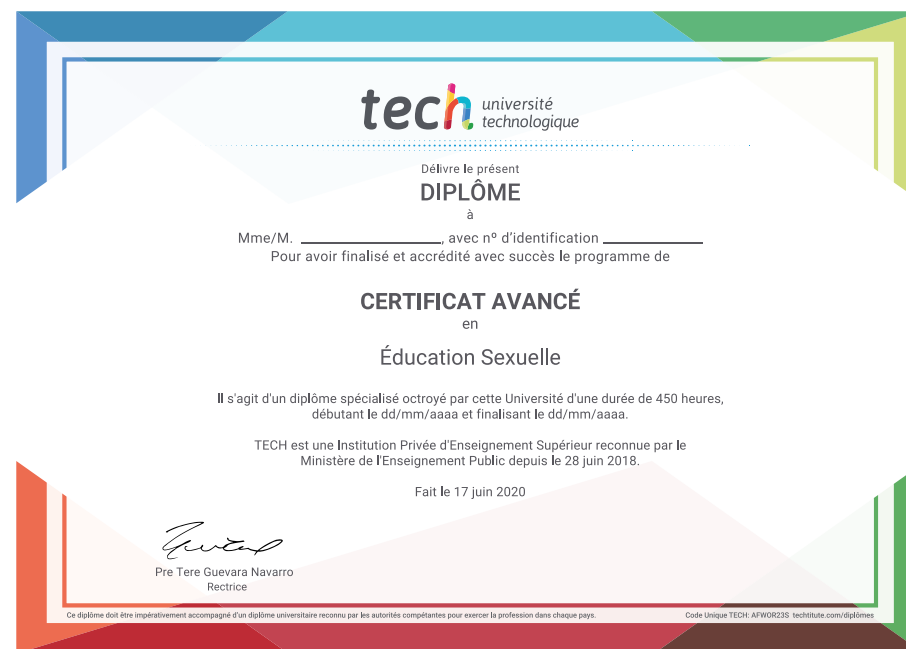 tech université
technologique
Délivre le présent
DIPLÔME
à
Mme/M. ____________________, avec nº d'identification ______________
Pour avoir finalisé et accrédité avec succès le programme de
CERTIFICAT AVANCÉ
en
Éducation Sexuelle
Il s'agit d'un diplôme spécialisé octroyé par cette Université d'une durée de 450 heures,
débutant le dd/mm/aaaa et finalisant le dd/mm/aaaa.
TECH est une Institution Privée d'Enseignement Supérieur reconnue par le
Ministère de l'Enseignement Public depuis le 28 juin 2018.
Fait le 17 juin 2020
Pre Tere Guevara Navarro
Rectrice
Ce diplôme doit être impérativement accompagné d'un diplôme universitaire reconnu par les autorités compétentes pour exercer la profession dans chaque pays.
Code Unique TECH: AFWOR23S techtitute.com/diplômes